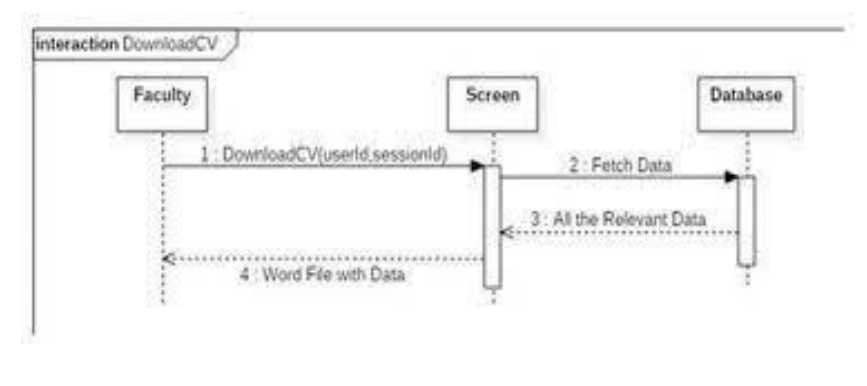 interaction DownloadCV
Faculty
Screen
Database
1 : DownloadCV(userId,sessionId)
2 : Fetch Data
3 : All the Relevant Data
4 : Word File with Data